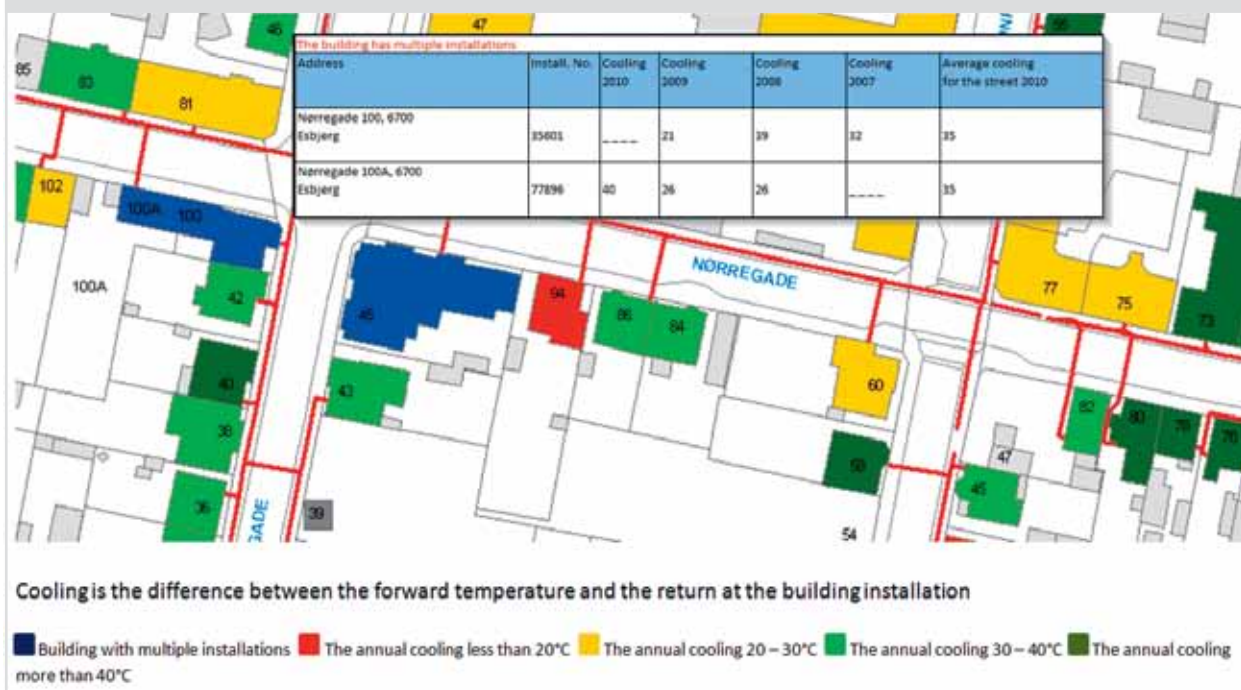 The building has multiple installations
Address Install. No. Cooling 2010 Cooling 2009 Cooling 2008 Cooling 2007 Average cooling for the street 2010
Nørregade 100, 6700 Esbjerg 35601 ____ 21 39 32 35
Nørregade 100A, 6700 Esbjerg 77896 40 26 26 ____ 35
46
47
85
83
81
102
100A
100
100A
42
40
38
36
GADE
39
45
43
94
86
84
NØRREGADE
60
54
77
75
73
82
80
78
47
45
Cooling is the difference between the forward temperature and the return at the building installation
Building with multiple installations The annual cooling less than 20°C The annual cooling 20 – 30°C The annual cooling 30 – 40°C The annual cooling
more than 40°C